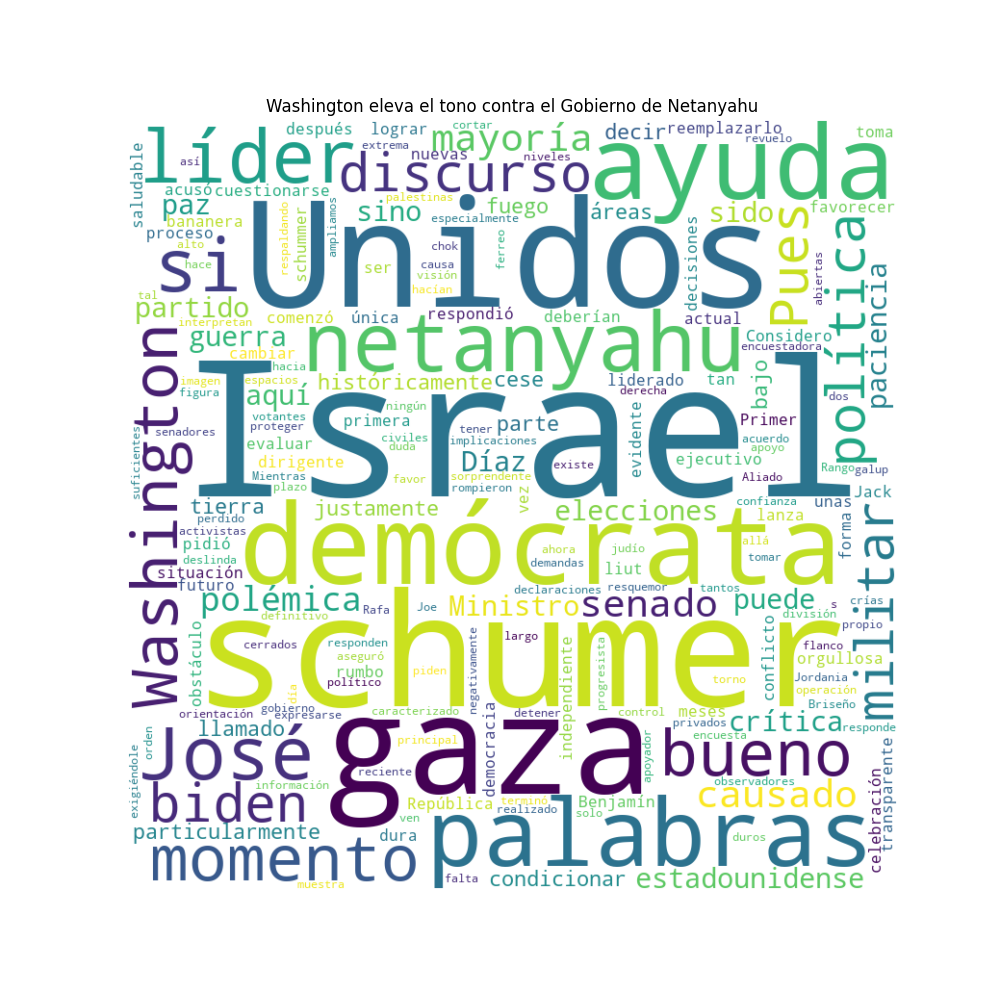 Washington eleva el tono contra el Gobierno de Netanyahu
saludable
después
lograr
cortar
extrema
mayoría
decir
reemplazarlo
revuelo
toma
líder
así
discurso
nuevas
niveles
ayuda
acusó
cuestionarse
paz
bananera
proceso
alto
hace
si
respaldando
schummer
ampliamos
sino
palestinas
especialmente
fuego
áreas
sido
favorecer
Unidos
chok
causa
visión
hacían
ferreo
ser
decisiones
Pues
abiertas
política
paciencia
tal
partido
interpretan
comenzó
única
respondió
deberían
actual
Considero
encuestadora
guerra
cambiar
netanyahu
Washington
hacia
imagen
espacios
figura
históricamente
cese
liderado
derecha
tan
bajo
dos
aquí
votantes
proteger
ningún
primera
tener
parte
Primer
Israel
senadores
evaluar
civiles
duda
implicaciones
evidente
acuerdo
apoyo
suficientes
dirigente
Mientras
plazo
favor
Díaz
sorprendente
rompieron
existe
ejecutivo
Aliado
Rango
galup
Jack
tierra
perdido
activistas
justamente
vez
elecciones
confianza
lanza
unas
forma
militar
pidió
deslinda
situación
futuro
demócrata
ahora
judío
demandas
liut
allá
tomar
polémica
definitivo
Rafa
Joe
declaraciones
resquemor
tantos
Ministro
senado
puede
división
s
crías
propio
obstáculo
cerrados
responden
aseguró
rumbo
político
schumer
largo
piden
negativamente
independiente
progresista
torno
conflicto
flanco
orgullosa
Jordania
operación
Briseño
orientación
gobierno
día
expresarse
caracterizado
detener
control
meses
privados
encuesta
crítica
responde
llamado
orden
José
gaza
principal
reciente
democracia
apoyador
bueno
observadores
exigiéndole
biden
información
República
terminó
realizado
Benjamín
solo
causado
celebración
transparente
particularmente
dura
ven
palabras
duros
momento
muestra
falta
condicionar
estadounidense